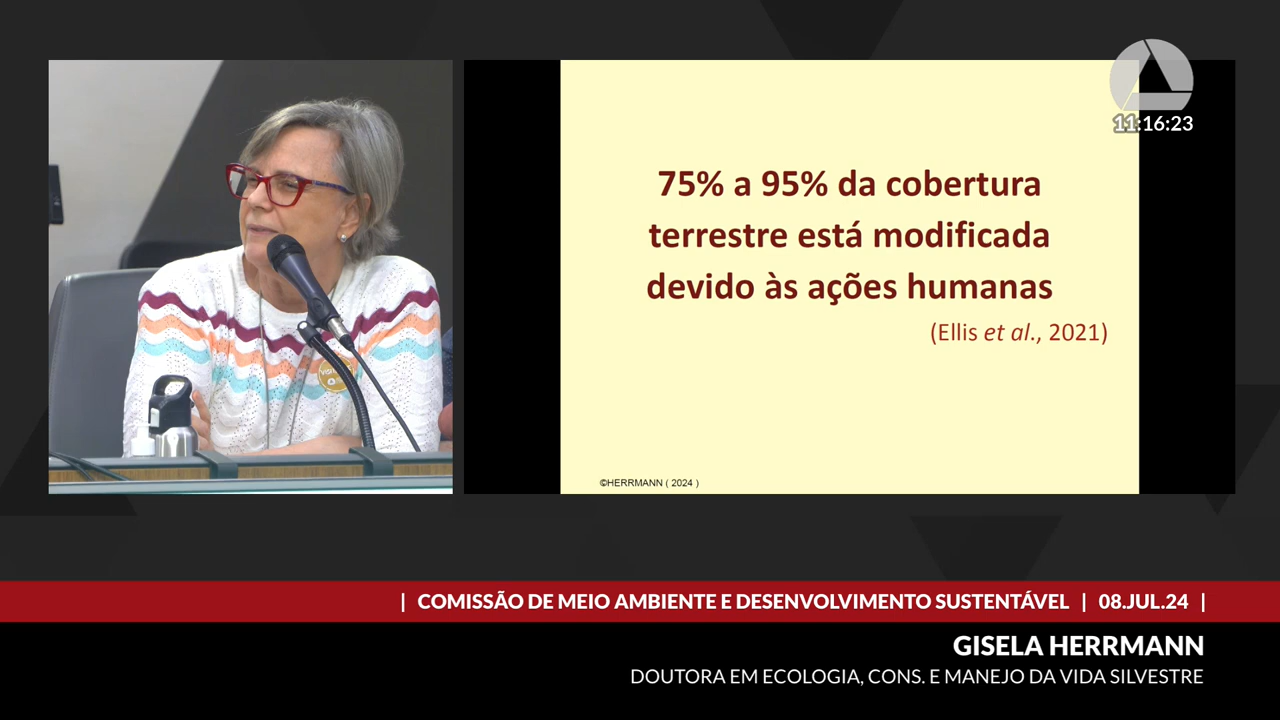 11:16:23
75% a 95% da cobertura
terrestre está modificada
devido às ações humanas
(Ellis et al., 2021)
©HERRMANN ( 2024 )
| COMISSÃO DE MEIO AMBIENTE E DESENVOLVIMENTO SUSTENTÁVEL | 08.JUL.24 |
GISELA HERRMANN
DOUTORA EM ECOLOGIA, CONS. E MANEJO DA VIDA SILVESTRE